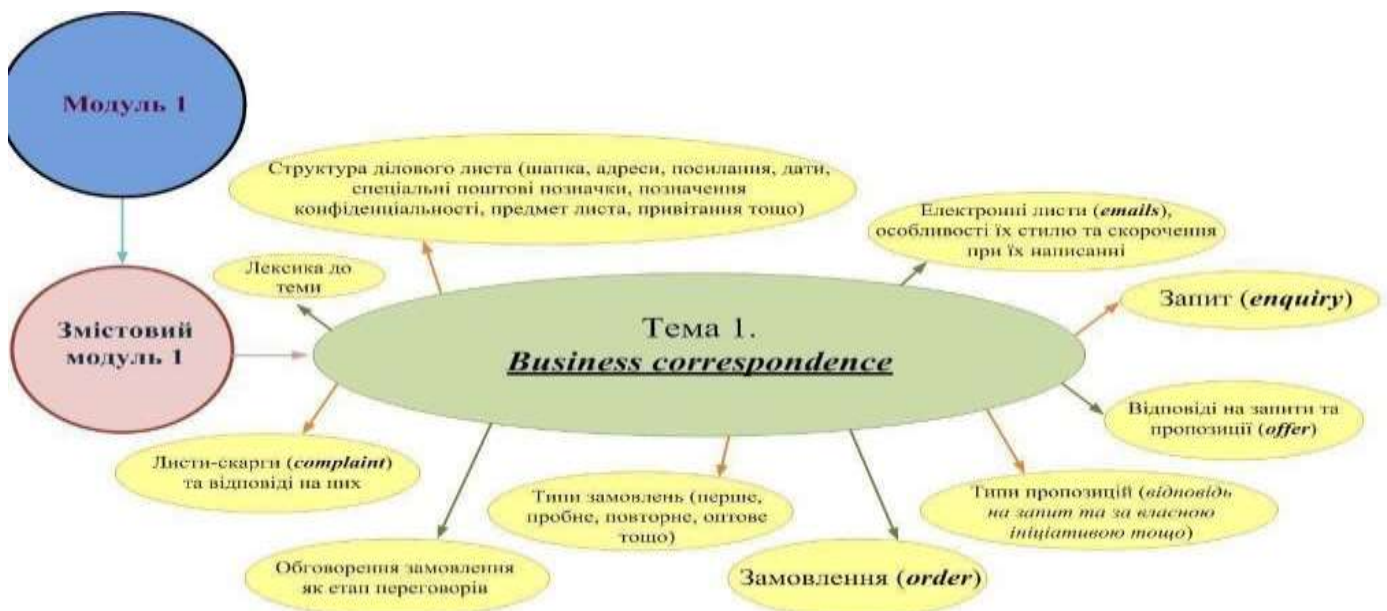 Модуль 1
Структура ділового листа (шапка, адреси, посилання, дати,
спеціальні поштові позначки, позначення
конфіденціальності, предмет листа, привітання тощо)
Електронні листи (emails),
особливості їх стилю та скорочення
при їх написанні
Лексика до
теми
Запит (enquiry)
Змістовий
модуль 1
Тема 1.
Business correspondence
Відповіді на запити та
пропозиції (offer)
Листи-скарги (complaint)
та відповіді на них
Типи замовлень (перше,
пробне, повторне, оптове
тощо)
Типи пропозицій (відповідь
на запит та за власною
ініціативою тощо)
Обговорення замовлення
як етап переговорів
Замовлення (order)